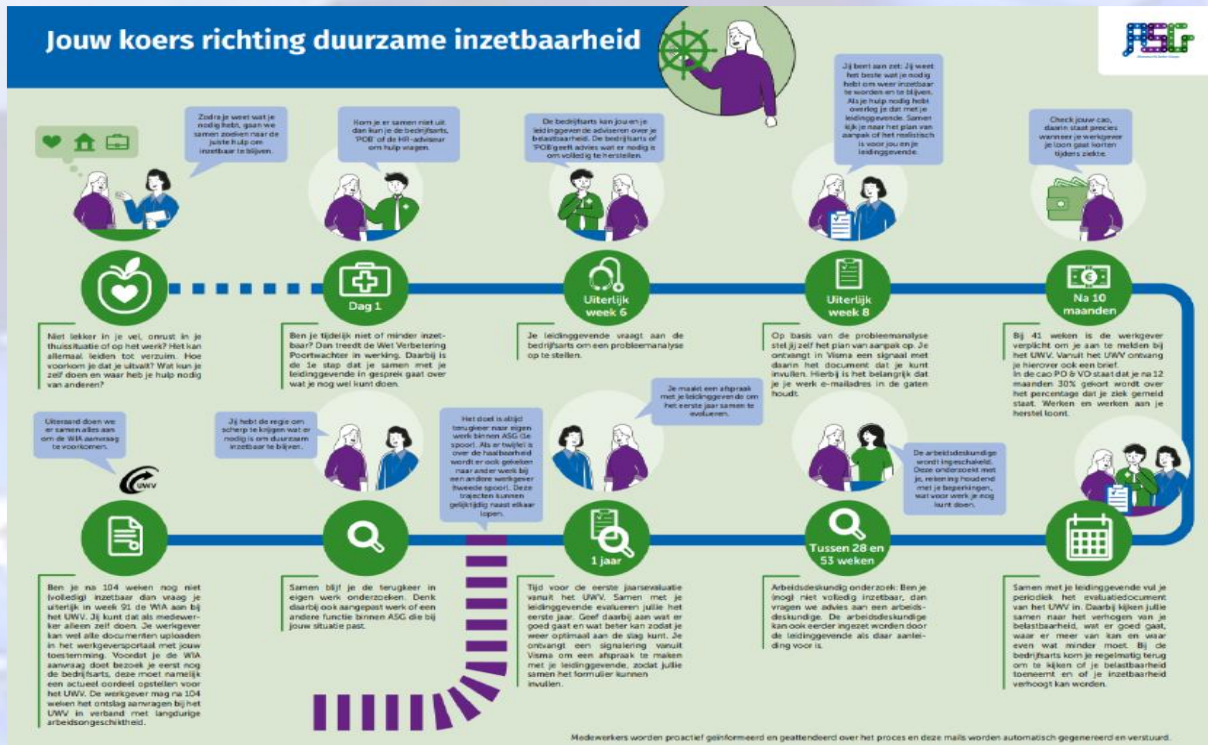 Jouw koers richting duurzame inzetbaarheid
ASG
Zodra je weet wat je
nodig hebt, gaan we
samen zoeken naar de
juiste hulp om
inzetbaar te blijven.
Kom je er samen niet uit
dan kun je de bedrijfsarts,
'POB' of de HR-adviseur
om hulp vragen.
De bedrijfsarts kan jou en je
leidinggevende adviseren over je
belastbaarheid. De bedrijfsarts of
'POB'geeft advies wat er nodig is
om volledig te herstellen.
Jij bent aan zet: Jij weet
het beste wat je nodig
hebt om weer inzetbaar
te worden en te blijven.
Als je hulp nodig hebt
overleg je dat met je
leidinggevende. Samen
kijk je naar het plan van
aanpak of het realistisch
is voor jou en je
leidinggevende.
Check jouw cao,
daarin staat precies
wanneer je werkgever
je loon gaat korten
tijdens ziekte.
Dag 1
Uiterlijk
week 6
Uiterlijk
week 8
Na 10
maanden
Niet lekker in je vel, onrust in je
thuissituatie of op het werk? Het kan
allemaal leiden tot verzuim. Hoe
voorkom je dat je uitvalt? Wat kun je
zelf doen en waar heb je hulp nodig
van anderen?
Ben je tijdelijk niet of minder inzet-
baar? Dan treedt de Wet Verbetering
Poortwachter in werking. Daarbij is
de 1e stap dat je samen met je
leidinggevende in gesprek gaat over
wat je nog wel kunt doen.
Je leidinggevende vraagt aan de
bedrijfsarts om een probleemanalyse
op te stellen.
Op basis van de probleemanalyse
stel jij zelf het plan van aanpak op. Je
ontvangt in Visma een signaal met
daarin het document dat je kunt
invullen. Hierbij is het belangrijk dat
je je werk e-mailadres in de gaten
houdt.
Bij 41 weken is de werkgever
verplicht om je aan te melden bij
het UWV. Vanuit het UWV ontvang
je hierover ook een brief.
In de cao PO & VO staat dat je na 12
maanden 30% gekort wordt over
het percentage dat je ziek gemeld
staat. Werken en werken aan je
herstel loont.
Uiteraard doen we
er samen alles aan
om de WIA aanvraag
te voorkomen.
UWV
Jij hebt de regie om
scherp te krijgen wat er
nodig is om duurzaam
inzetbaar te blijven.
Het doel is altijd
terugkeer naar eigen
werk binnen ASG (1e
spoor). Als er twijfel is
over de haalbaarheid
wordt er ook gekeken
naar ander werk bij
een andere werkgever
(tweede spoor). Deze
trajecten kunnen
gelijktijdig naast elkaar
lopen.
Je maakt een afspraak
met je leidinggevende om
het eerste jaar samen te
evalueren.
De arbeidsdeskundige
wordt ingeschakeld.
Deze onderzoekt met
je, rekening houdend
met je beperkingen,
wat voor werk je nog
kunt doen.
1 jaar
Tussen 28 en
53 weken
Ben je na 104 weken nog niet
(volledig) inzetbaar dan vraag je
uiterlijk in week 91 de WIA aan bij
het UWV. Jij kunt dat als medewer-
ker alleen zelf doen. Je werkgever
kan wel alle documenten uploaden
in het werkgeversportaal met jouw
toestemming. Voordat je de WIA
aanvraag doet bezoek je eerst nog
de bedrijfsarts, deze moet namelijk
een actueel oordeel opstellen voor
het UWV. De werkgever mag na 104
weken het ontslag aanvragen bij het
UWV in verband met langdurige
arbeidsongeschiktheid.
Samen blijf je de terugkeer in
eigen werk onderzoeken. Denk
daarbij ook aangepast werk of een
andere functie binnen ASG die bij
jouw situatie past.
Tijd voor de eerste jaarsevaluatie
vanuit het UWV. Samen met je
leidinggevende evalueren jullie het
eerste jaar. Geef daarbij aan wat er
goed gaat en wat beter kan zodat je
weer optimaal aan de slag kunt. Je
ontvangt een signalering vanuit
Visma om een afspraak te maken
met je leidinggevende, zodat jullie
samen het formulier kunnen
invullen.
Arbeidsdeskundig onderzoek: Ben je
(nog) niet volledig inzetbaar, dan
vragen we advies aan een arbeids-
deskundige. De arbeidsdeskundige
kan ook eerder ingezet worden door
de leidinggevende als daar aanlei-
ding voor is.
Samen met je leidinggevende vul je
periodiek het evaluatiedocument
van het UWV in. Daarbij kijken jullie
samen naar het verhogen van je
belastbaarheid, wat er goed gaat,
waar er meer van kan en waar
even wat minder moet. Bij de
bedrijfsarts kom je regelmatig terug
om te kijken of je belastbaarheid
toeneemt en of je inzetbaarheid
verhoogt kan worden.
Medewerkers worden proactief geïnformeerd en geattendeerd over het proces en deze mails worden automatisch gegenereerd en verstuurd.